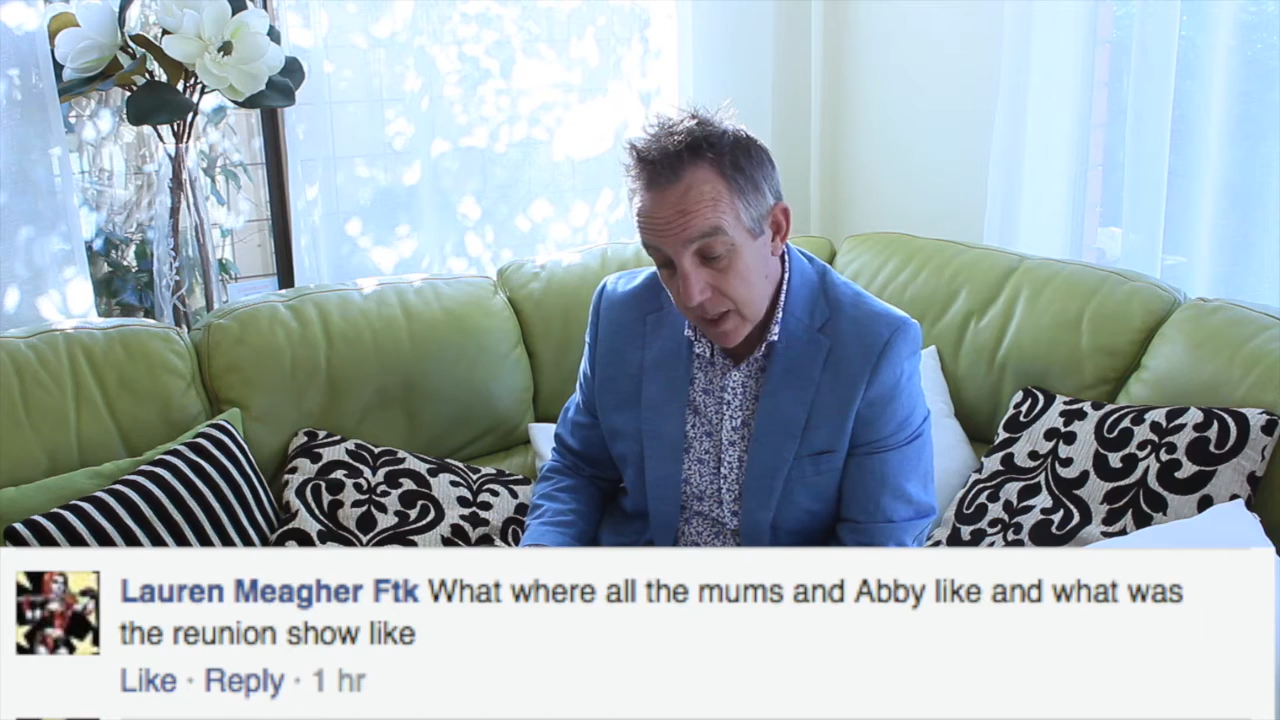 Lauren Meagher Ftk What where all the mums and Abby like and what was
the reunion show like
Like · Reply · 1 hr